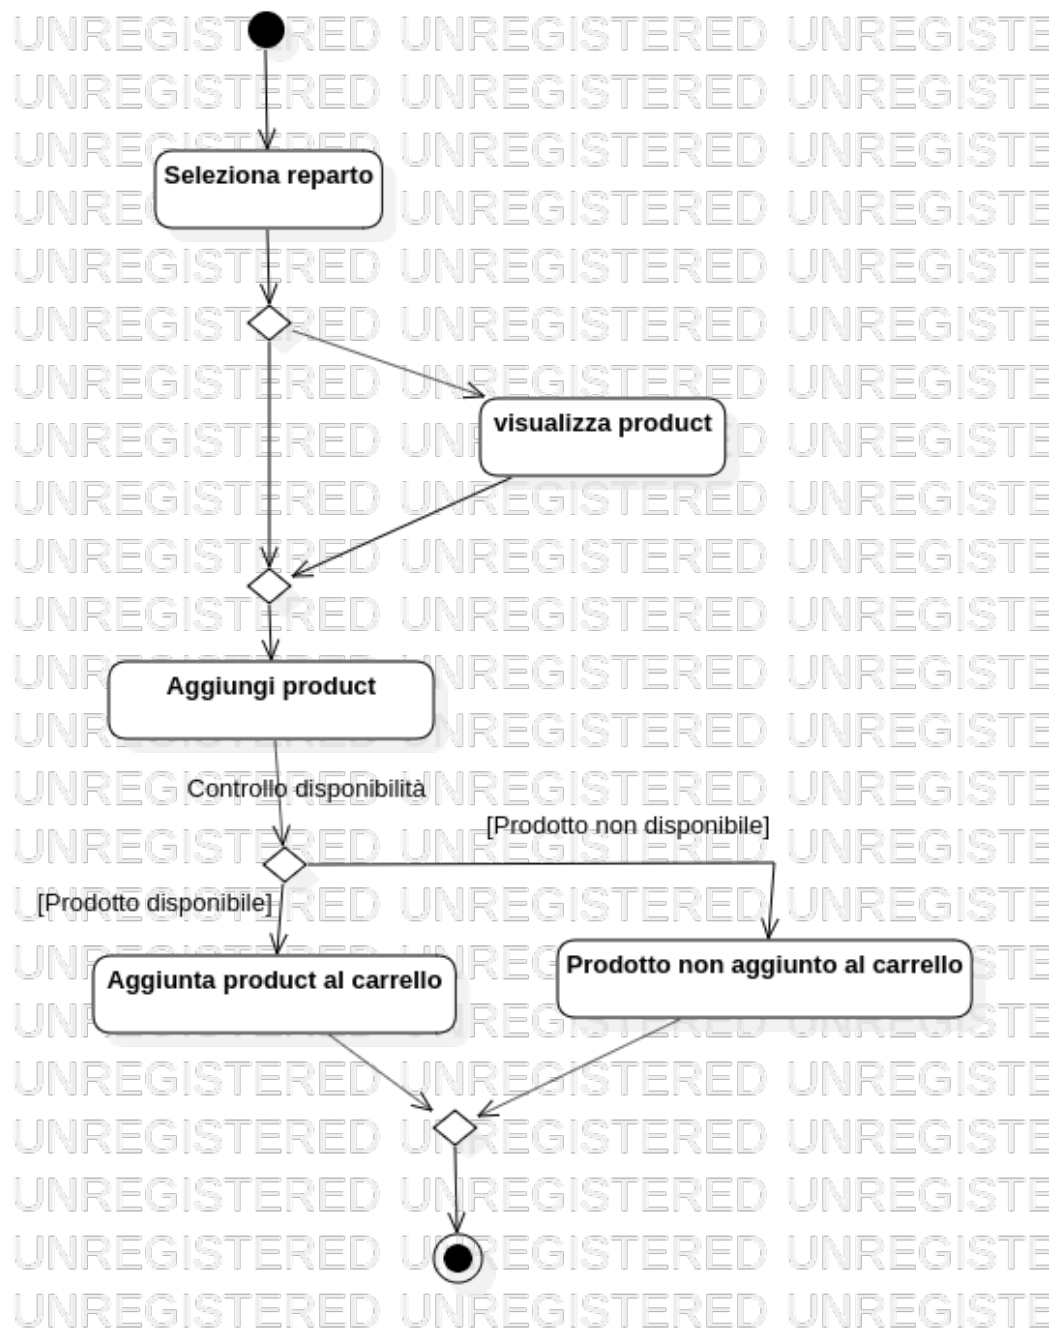 Seleziona reparto
visualizza product
Aggiungi product
Controllo disponibilità
[Prodotto non disponibile]
[Prodotto disponibile]
Aggiunta product al carrello
Prodotto non aggiunto al carrello
UNREGISTERED